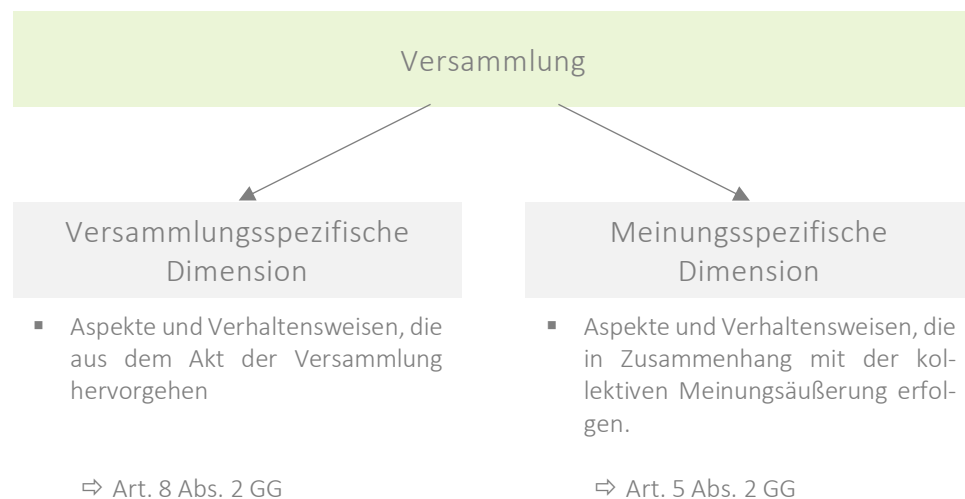 Versammlung
Versammlungsspezifische
Dimension
▪ Aspekte und Verhaltensweisen, die
aus dem Akt der Versammlung
hervorgehen
⇨ Art. 8 Abs. 2 GG
Meinungsspezifische
Dimension
▪ Aspekte und Verhaltensweisen, die
in Zusammenhang mit der kol-
lektiven Meinungsäußerung erfol-
gen.
⇨ Art. 5 Abs. 2 GG